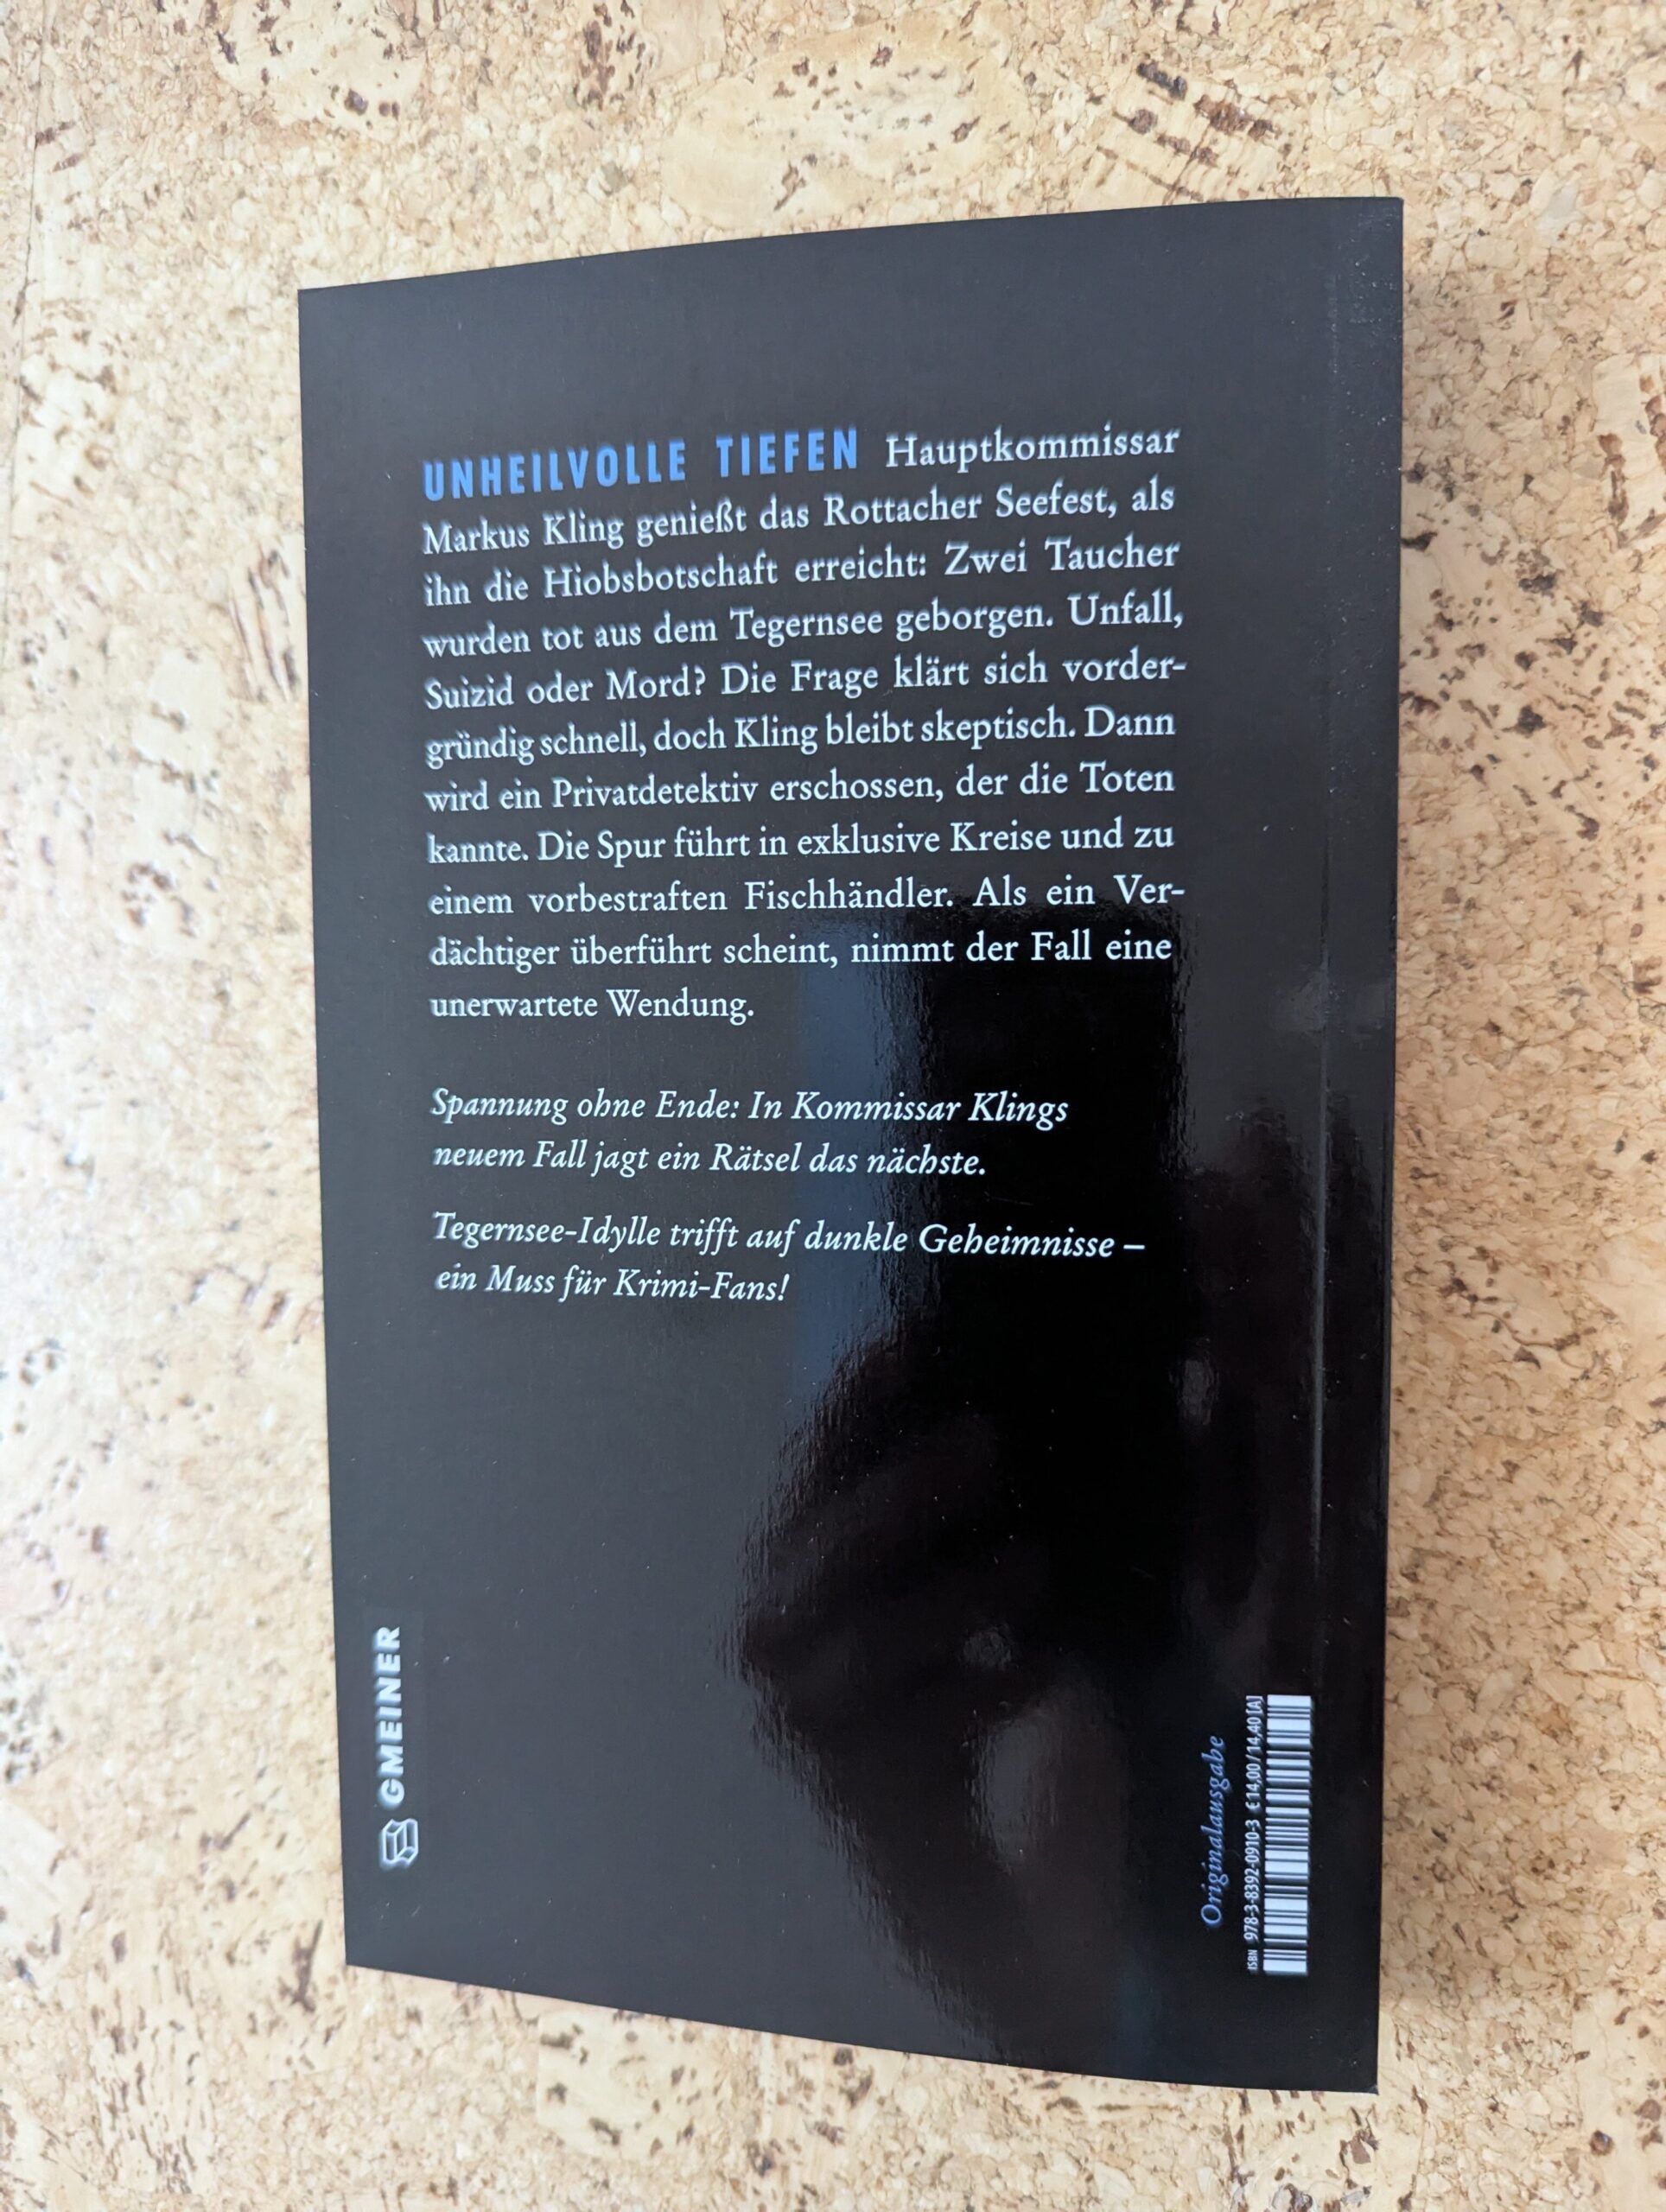 UNHEILVOLLE TIEFEN Hauptkommissar
Markus Kling genießt das Rottacher Seefest, als
ihn die Hiobsbotschaft erreicht: Zwei Taucher
wurden tot aus dem Tegernsee geborgen. Unfall,
Suizid oder Mord? Die Frage klärt sich vorder-
gründig schnell, doch Kling bleibt skeptisch. Dann
wird ein Privatdetektiv erschossen, der die Toten
kannte. Die Spur führt in exklusive Kreise und zu
einem vorbestraften Fischhändler. Als ein Ver-
dächtiger überführt scheint, nimmt der Fall eine
unerwartete Wendung.
Spannung ohne Ende: In Kommissar Klings
neuem Fall jagt ein Rätsel das nächste.
Tegernsee-Idylle trifft auf dunkle Geheimnisse –
ein Muss für Krimi-Fans!
GMEINER
Originalausgabe
ISBN 978-3-8392-0910-3 € 14,00 / 14,40 [A]